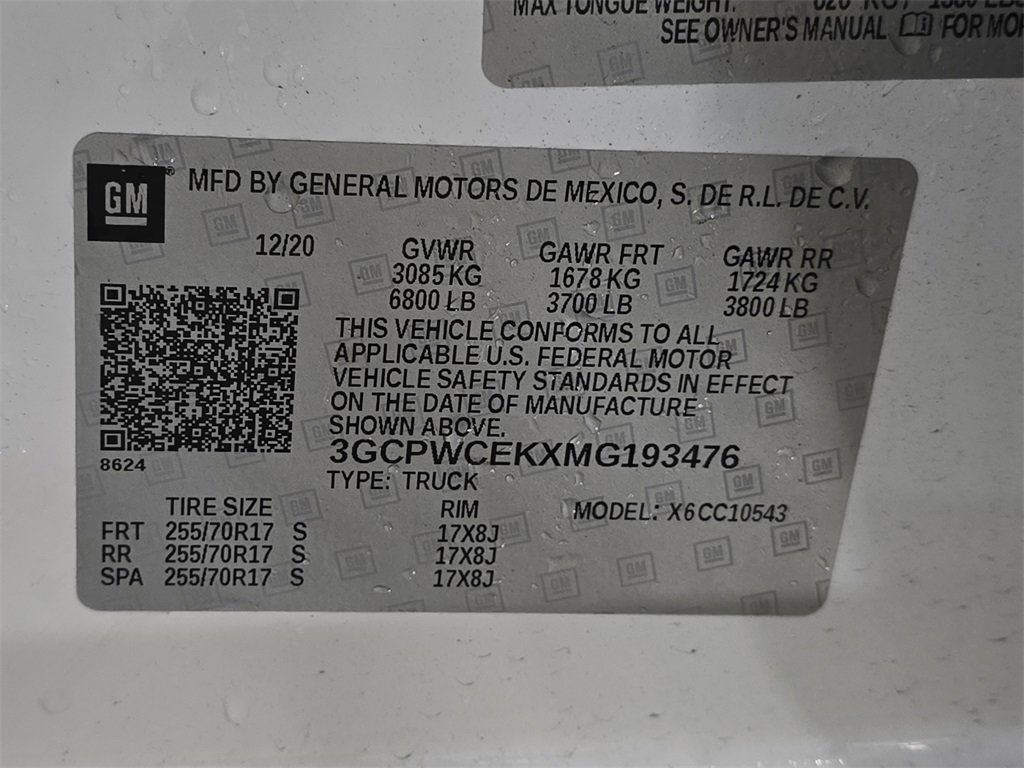 MAX TONGUE WEIGHT:
SEE OWNER'S MANUAL FOR
GM
MFD BY GENERAL MOTORS DE MEXICO, S. DE R.L. DE C.V.
12/20 GVWR GAWR FRT GAWR RR
3085 KG 1678 KG 1724 KG
6800 LB 3700 LB 3800 LB
THIS VEHICLE CONFORMS TO ALL
APPLICABLE U.S. FEDERAL MOTOR
VEHICLE SAFETY STANDARDS IN EFFECT
ON THE DATE OF MANUFACTURE
SHOWN ABOVE.
3GCPWCEKXMG193476
8624
TYPE: TRUCK
TIRE SIZE RIM MODEL: X6CC10543
FRT 255/70R17 S 17X8J
RR 255/70R17 S 17X8J
SPA 255/70R17 S 17X8J